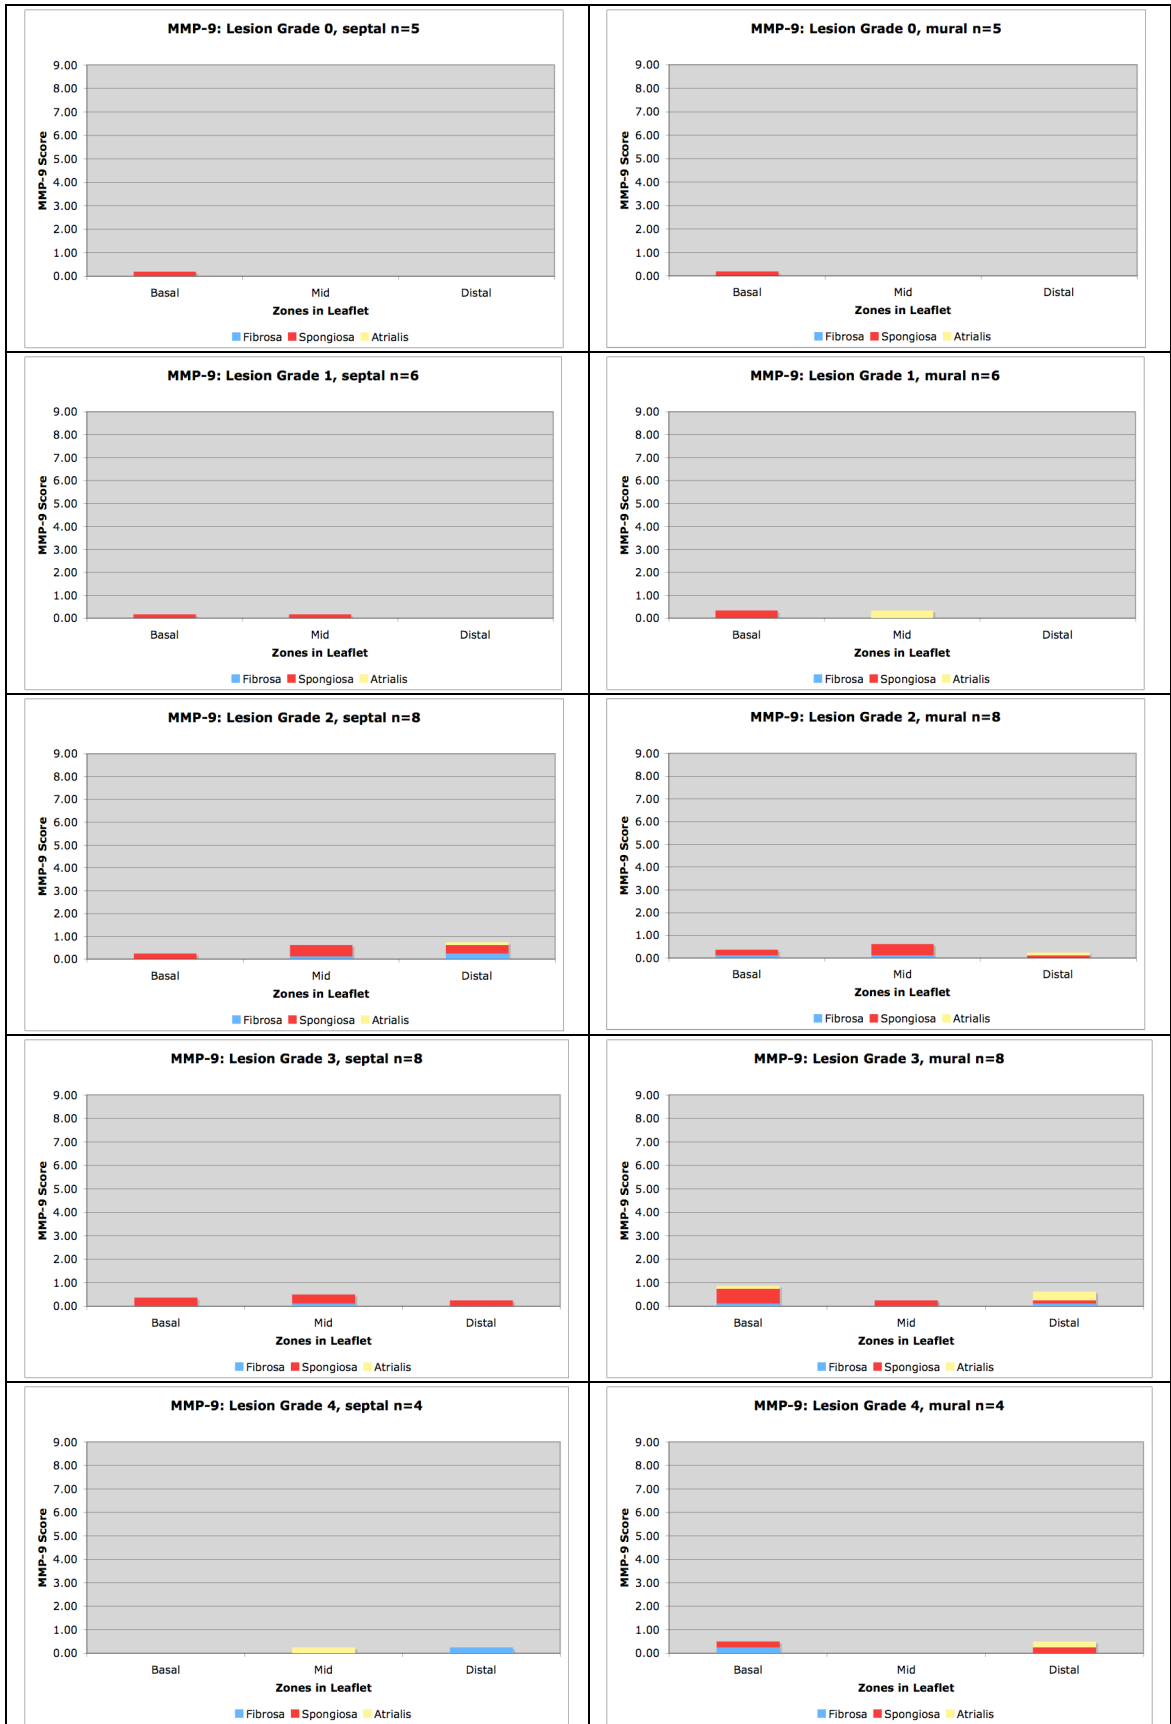 MMP-9: Lesion Grade 0, septal n=5
9.00
8.00
7.00
6.00
5.00
4.00
3.00
2.00
1.00
0.00
MMP-9 Score
Basal Mid Distal
Zones in Leaflet
Fibrosa Spongiosa Atrialis
MMP-9: Lesion Grade 0, mural n=5
9.00
8.00
7.00
6.00
5.00
4.00
3.00
2.00
1.00
0.00
MMP-9 Score
Basal Mid Distal
Zones in Leaflet
Fibrosa Spongiosa Atrialis
MMP-9: Lesion Grade 1, septal n=6
9.00
8.00
7.00
6.00
5.00
4.00
3.00
2.00
1.00
0.00
MMP-9 Score
Basal Mid Distal
Zones in Leaflet
Fibrosa Spongiosa Atrialis
MMP-9: Lesion Grade 1, mural n=6
9.00
8.00
7.00
6.00
5.00
4.00
3.00
2.00
1.00
0.00
MMP-9 Score
Basal Mid Distal
Zones in Leaflet
Fibrosa Spongiosa Atrialis
MMP-9: Lesion Grade 2, septal n=8
9.00
8.00
7.00
6.00
5.00
4.00
3.00
2.00
1.00
0.00
MMP-9 Score
Basal Mid Distal
Zones in Leaflet
Fibrosa Spongiosa Atrialis
MMP-9: Lesion Grade 2, mural n=8
9.00
8.00
7.00
6.00
5.00
4.00
3.00
2.00
1.00
0.00
MMP-9 Score
Basal Mid Distal
Zones in Leaflet
Fibrosa Spongiosa Atrialis
MMP-9: Lesion Grade 3, septal n=8
9.00
8.00
7.00
6.00
5.00
4.00
3.00
2.00
1.00
0.00
MMP-9 Score
Basal Mid Distal
Zones in Leaflet
Fibrosa Spongiosa Atrialis
MMP-9: Lesion Grade 3, mural n=8
9.00
8.00
7.00
6.00
5.00
4.00
3.00
2.00
1.00
0.00
MMP-9 Score
Basal Mid Distal
Zones in Leaflet
Fibrosa Spongiosa Atrialis
MMP-9: Lesion Grade 4, septal n=4
9.00
8.00
7.00
6.00
5.00
4.00
3.00
2.00
1.00
0.00
MMP-9 Score
Basal Mid Distal
Zones in Leaflet
Fibrosa Spongiosa Atrialis
MMP-9: Lesion Grade 4, mural n=4
9.00
8.00
7.00
6.00
5.00
4.00
3.00
2.00
1.00
0.00
MMP-9 Score
Basal Mid Distal
Zones in Leaflet
Fibrosa Spongiosa Atrialis